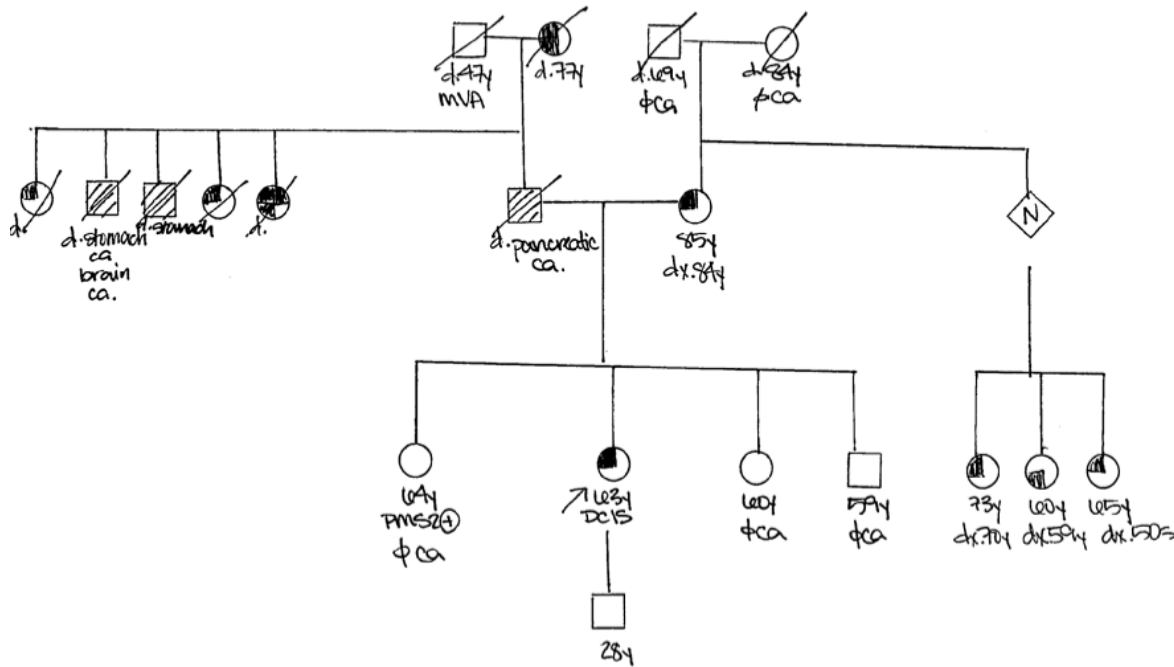 d.47y
MVA
d.77y
d.69y
ϕca
d.84y
ϕca
d.
d.stomach
ca
brain
ca.
d.stomach
d.
d.pancreatic
ca.
85y
dx.84y
N
64y
PMS2⊕
ϕca
63y
DCIS
60y
ϕca
59y
ϕca
73y
dx.70y
60y
dx.59y
65y
dx.50s
28y